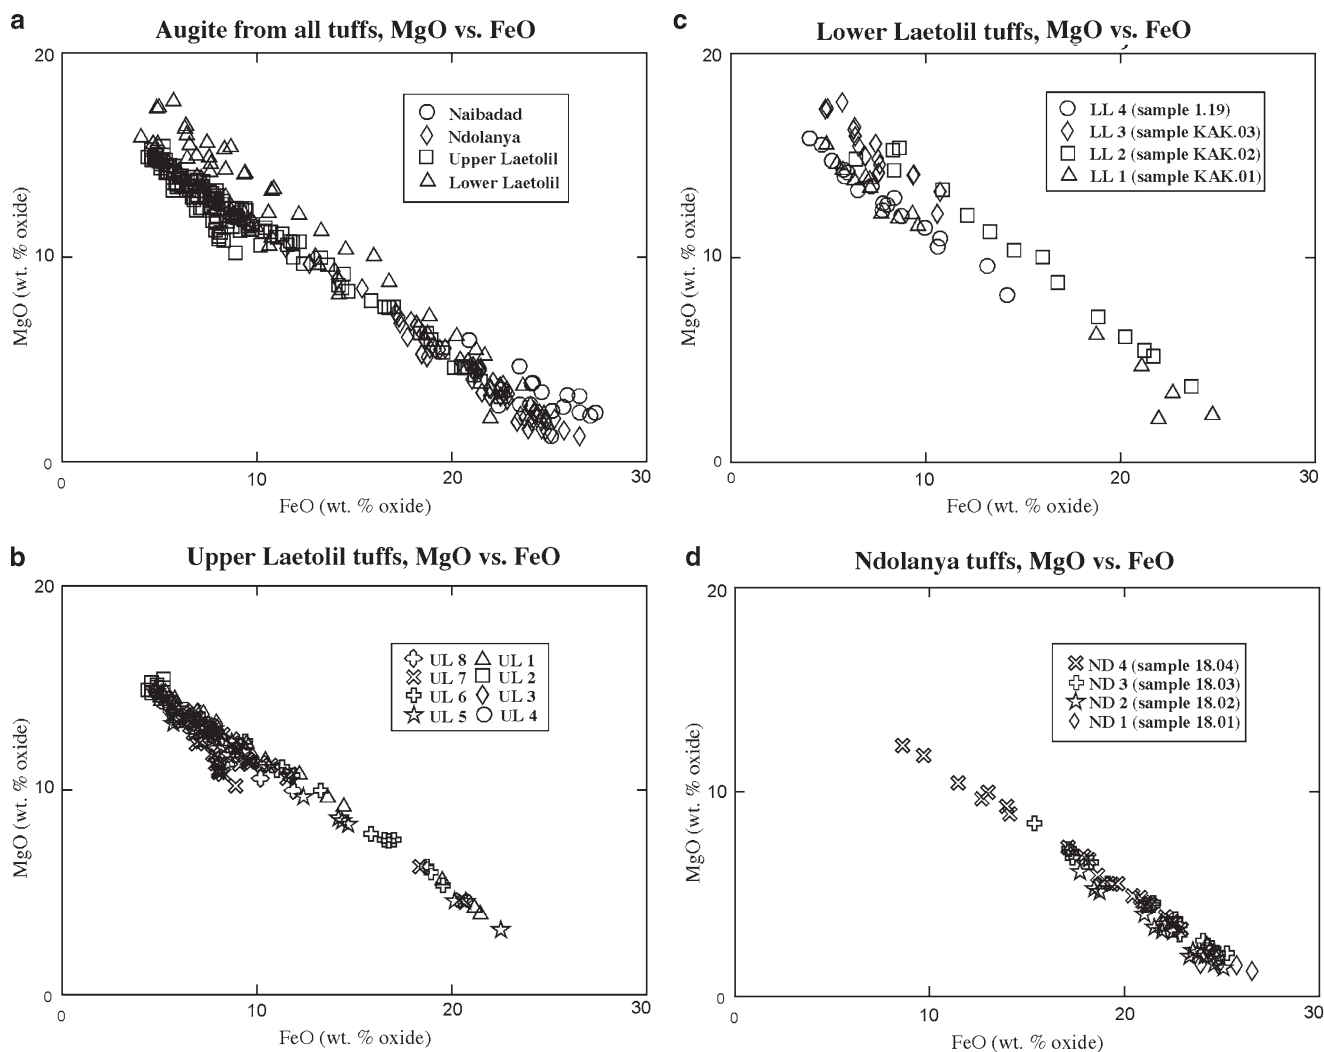 a
Augite from all tuffs, MgO vs. FeO
20
10
0
MgO (wt. % oxide)
Naibadad
Ndolanya
Upper Laetolil
Lower Laetolil
0
10
20
30
FeO (wt. % oxide)
c
Lower Laetolil tuffs, MgO vs. FeO
20
10
0
MgO (wt. % oxide)
LL 4 (sample 1.19)
LL 3 (sample KAK.03)
LL 2 (sample KAK.02)
LL 1 (sample KAK.01)
0
10
20
30
FeO (wt. % oxide)
b
Upper Laetolil tuffs, MgO vs. FeO
20
10
0
MgO (wt. % oxide)
UL 8 UL 1
UL 7 UL 2
UL 6 UL 3
UL 5 UL 4
0
10
20
30
FeO (wt. % oxide)
d
Ndolanya tuffs, MgO vs. FeO
20
10
0
MgO (wt. % oxide)
ND 4 (sample 18.04)
ND 3 (sample 18.03)
ND 2 (sample 18.02)
ND 1 (sample 18.01)
0
10
20
30
FeO (wt. % oxide)